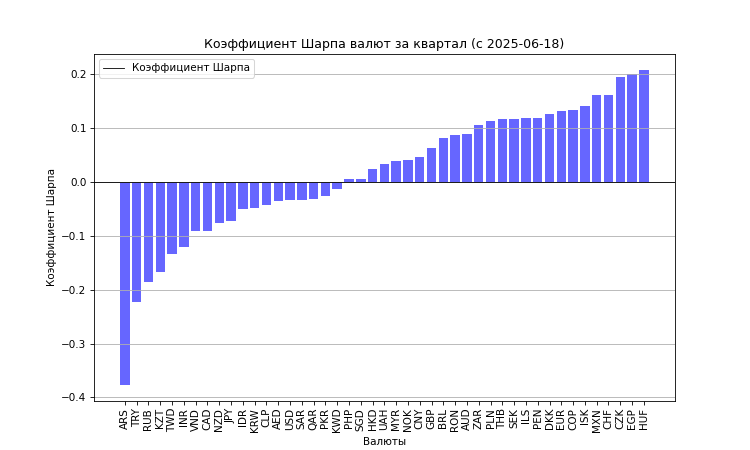 Коэффициент Шарпа валют за квартал (с 2025-06-18)
Коэффициент Шарпа
Коэффициент Шарпа
0.2
0.1
0.0
−0.1
−0.2
−0.3
−0.4
ARS
TRY
RUB
KZT
TWD
INR
VND
CAD
NZD
JPY
IDR
KRW
CLP
AED
USD
SAR
QAR
PKR
KWD
PHP
SGD
HKD
UAH
MYR
NOK
CNY
GBP
BRL
RON
AUD
ZAR
PLN
THB
SEK
ILS
PEN
DKK
EUR
COP
ISK
MXN
CHF
CZK
EGP
HUF
Валюты